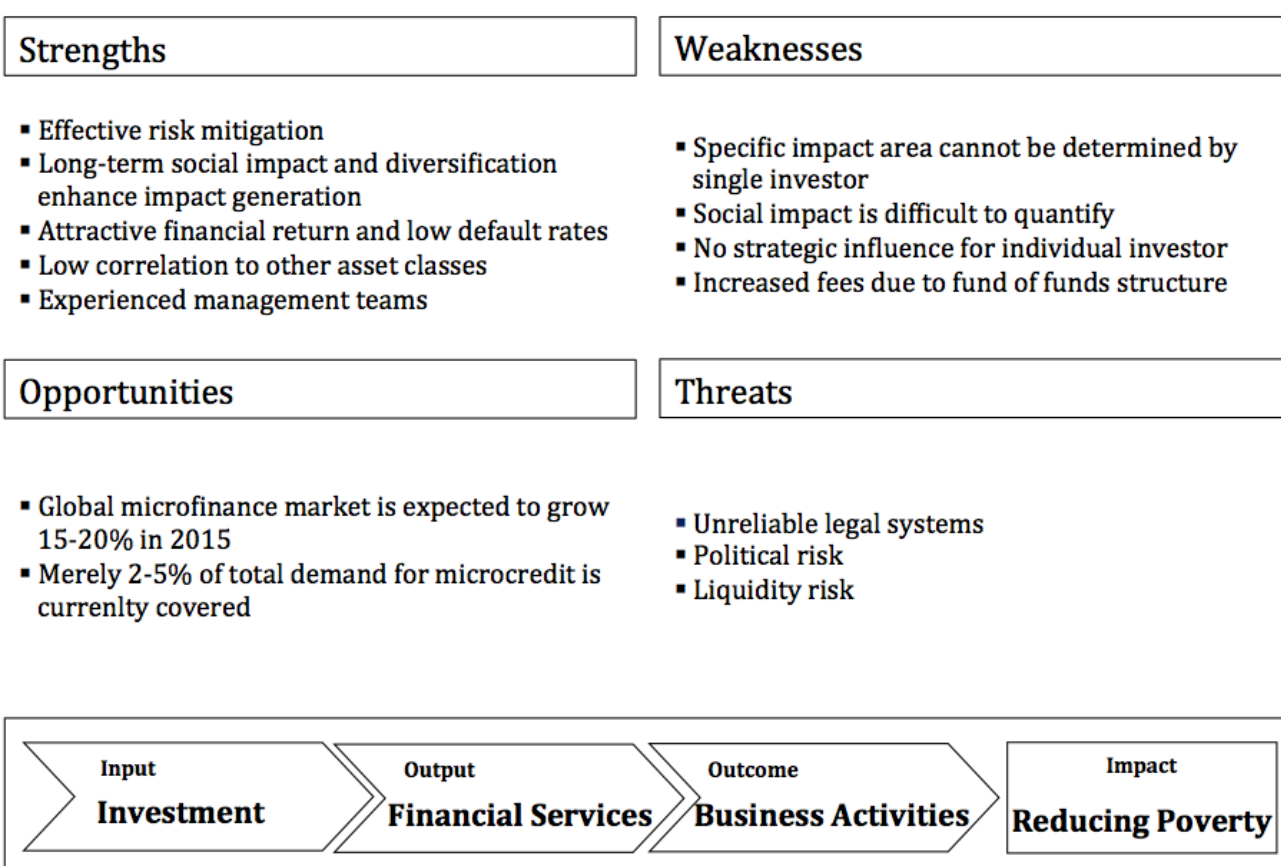 Strengths
▪ Effective risk mitigation
▪ Long-term social impact and diversification
enhance impact generation
▪ Attractive financial return and low default rates
▪ Low correlation to other asset classes
▪ Experienced management teams
Weaknesses
▪ Specific impact area cannot be determined by
single investor
▪ Social impact is difficult to quantify
▪ No strategic influence for individual investor
▪ Increased fees due to fund of funds structure
Opportunities
▪ Global microfinance market is expected to grow
15-20% in 2015
▪ Merely 2-5% of total demand for microcredit is
currenlty covered
Threats
▪ Unreliable legal systems
▪ Political risk
▪ Liquidity risk
Input
Investment
Output
Financial Services
Outcome
Business Activities
Impact
Reducing Poverty